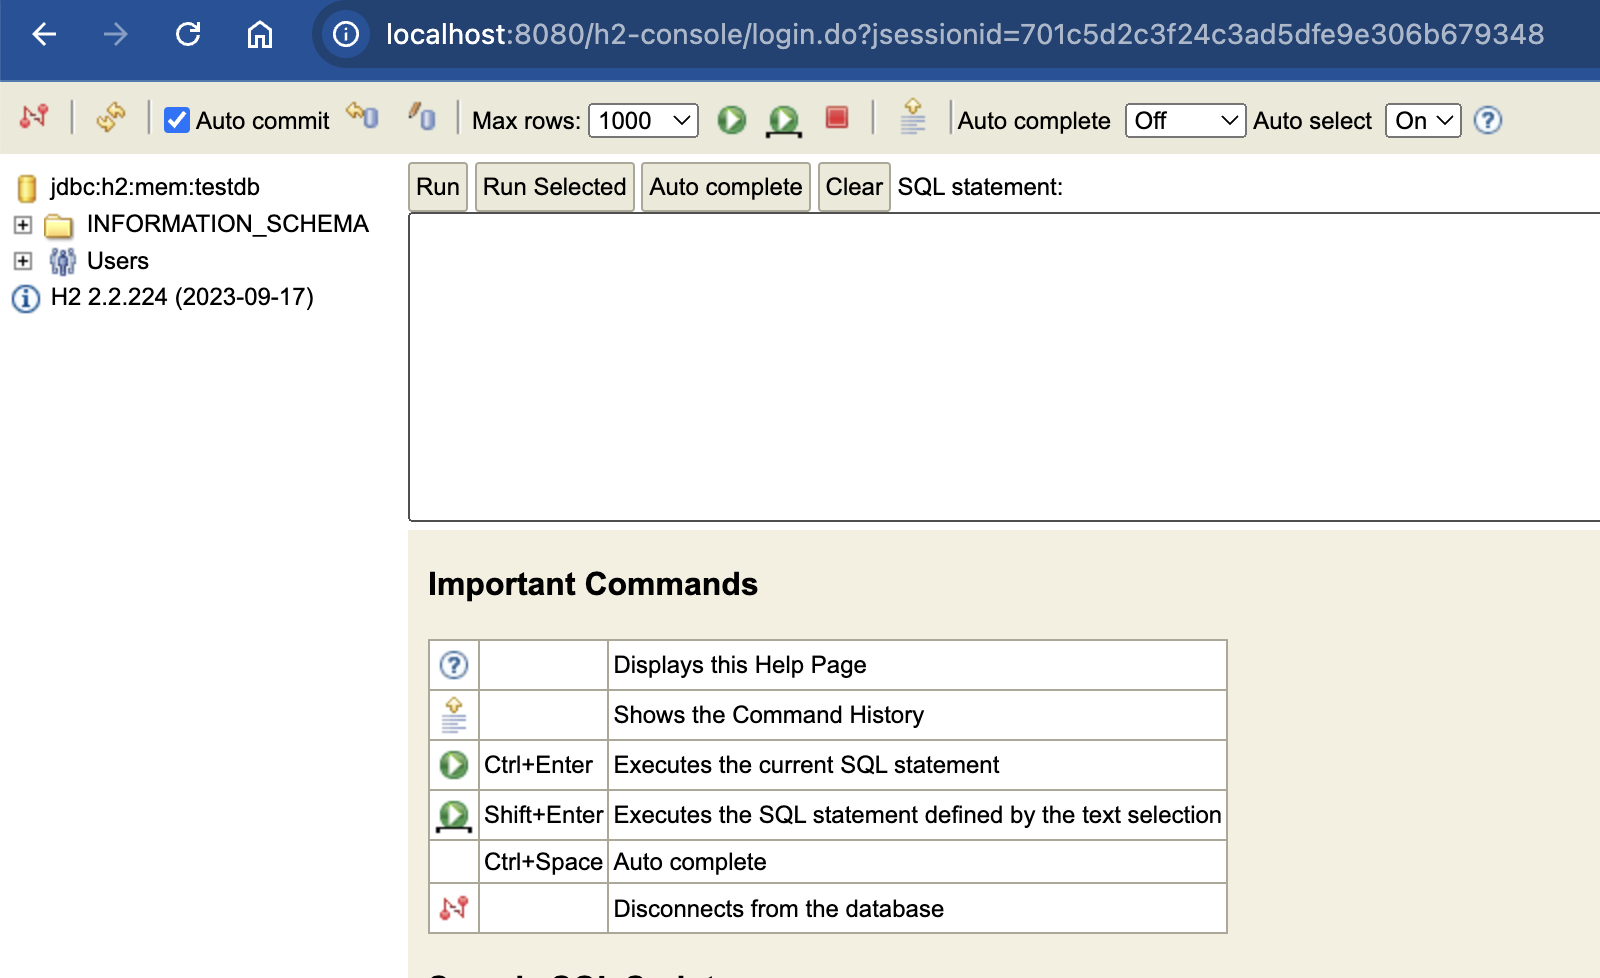 localhost:8080/h2-console/login.do?jsessionid=701c5d2c3f24c3ad5dfe9e306b679348
Auto commit Max rows: 1000 Auto complete Off Auto select On
jdbc:h2:mem:testdb
INFORMATION_SCHEMA
Users
H2 2.2.224 (2023-09-17)
Run Run Selected Auto complete Clear SQL statement:
Important Commands
Displays this Help Page
Shows the Command History
Ctrl+Enter Executes the current SQL statement
Shift+Enter Executes the SQL statement defined by the text selection
Ctrl+Space Auto complete
Disconnects from the database